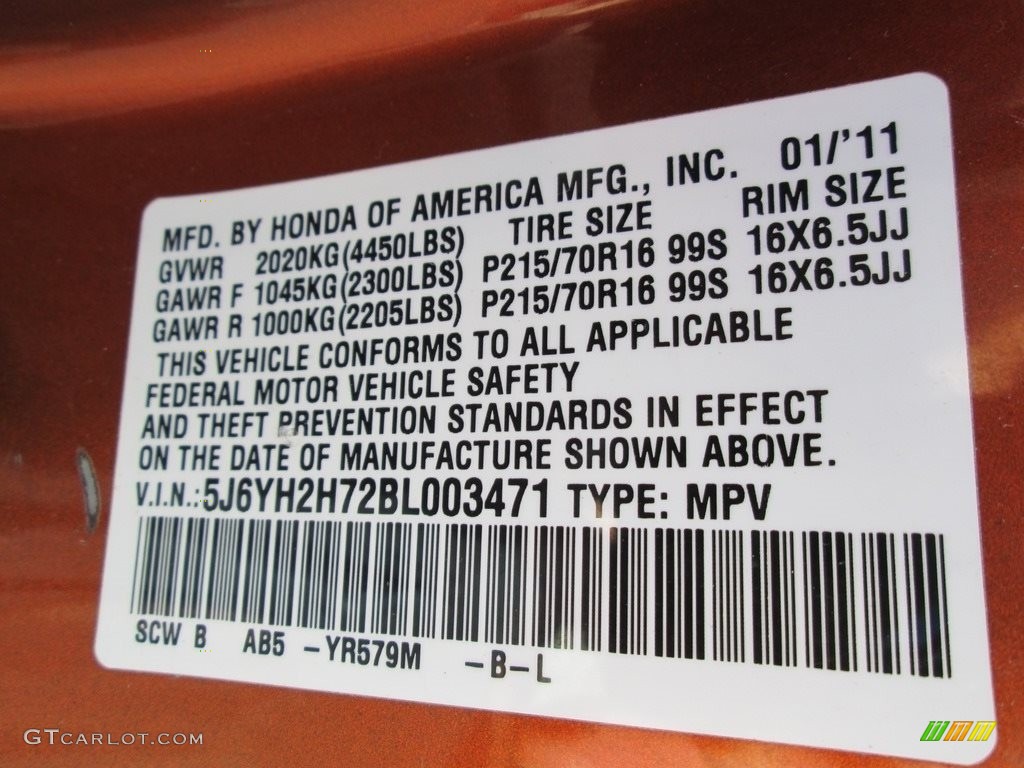 MFD. BY HONDA OF AMERICA MFG., INC. 01/'11
GVWR 2020KG(4450LBS) TIRE SIZE RIM SIZE
GAWR F 1045KG(2300LBS) P215/70R16 99S 16X6.5JJ
GAWR R 1000KG(2205LBS) P215/70R16 99S 16X6.5JJ
THIS VEHICLE CONFORMS TO ALL APPLICABLE
FEDERAL MOTOR VEHICLE SAFETY
AND THEFT PREVENTION STANDARDS IN EFFECT
ON THE DATE OF MANUFACTURE SHOWN ABOVE.
V.I.N.:5J6YH2H72BL003471 TYPE: MPV
SCW B AB5 -YR579M -B-L
GTCARLOT.COM